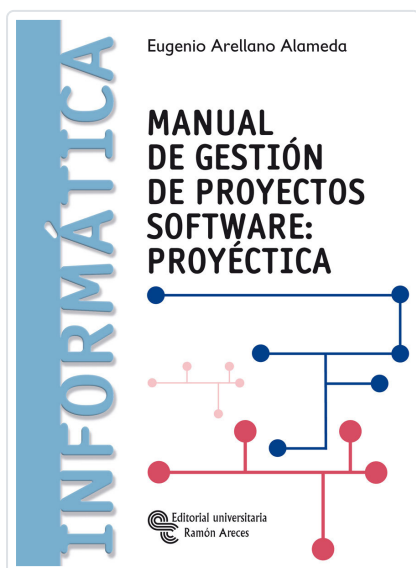 Eugenio Arellano Alameda
MANUAL
DE GESTIÓN
DE PROYECTOS
SOFTWARE:
PROYÉCTICA
INFORMÁTICA
Editorial universitaria
Ramón Areces